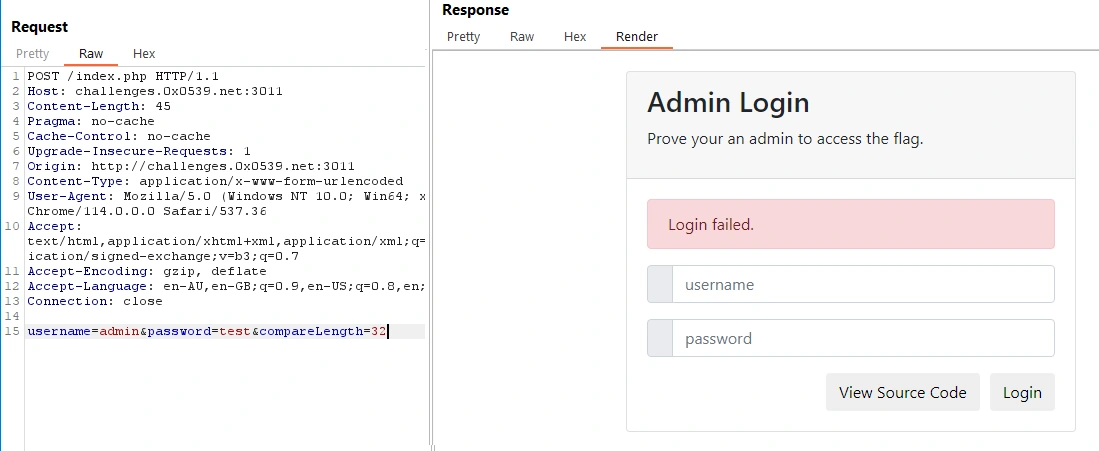 Request
Pretty Raw Hex
1 POST /index.php HTTP/1.1
2 Host: challenges.0x0539.net:3011
3 Content-Length: 45
4 Pragma: no-cache
5 Cache-Control: no-cache
6 Upgrade-Insecure-Requests: 1
7 Origin: http://challenges.0x0539.net:3011
8 Content-Type: application/x-www-form-urlencoded
9 User-Agent: Mozilla/5.0 (Windows NT 10.0; Win64; x
Chrome/114.0.0.0 Safari/537.36
10 Accept:
text/html,application/xhtml+xml,application/xml;q=
ication/signed-exchange;v=b3;q=0.7
11 Accept-Encoding: gzip, deflate
12 Accept-Language: en-AU,en-GB;q=0.9,en-US;q=0.8,en;
13 Connection: close
14
15 username=admin&password=test&compareLength=32
Response
Pretty Raw Hex Render
Admin Login
Prove your an admin to access the flag.
Login failed.
username
password
View Source Code Login